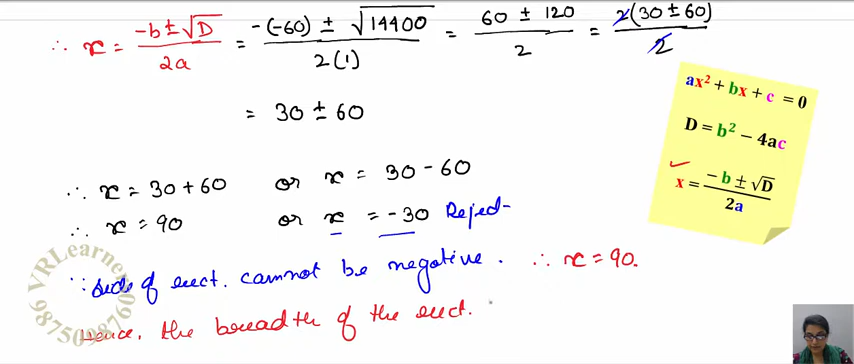 ∴ x = -b ± √D / 2a = -(-60) ± √14400 / 2(1) = 60 ± 120 / 2 = 2(30 ± 60) / 2
= 30 ± 60
∴ x = 30 + 60 or x = 30 - 60
∴ x = 90 or x = -30 Reject
∵ side of rect. cannot be negative. ∴ x = 90.
Hence, the breadth of the rect.
ax² + bx + c = 0
D = b² − 4ac
✓ x = −b ± √D / 2a
VRLearner
9875098760